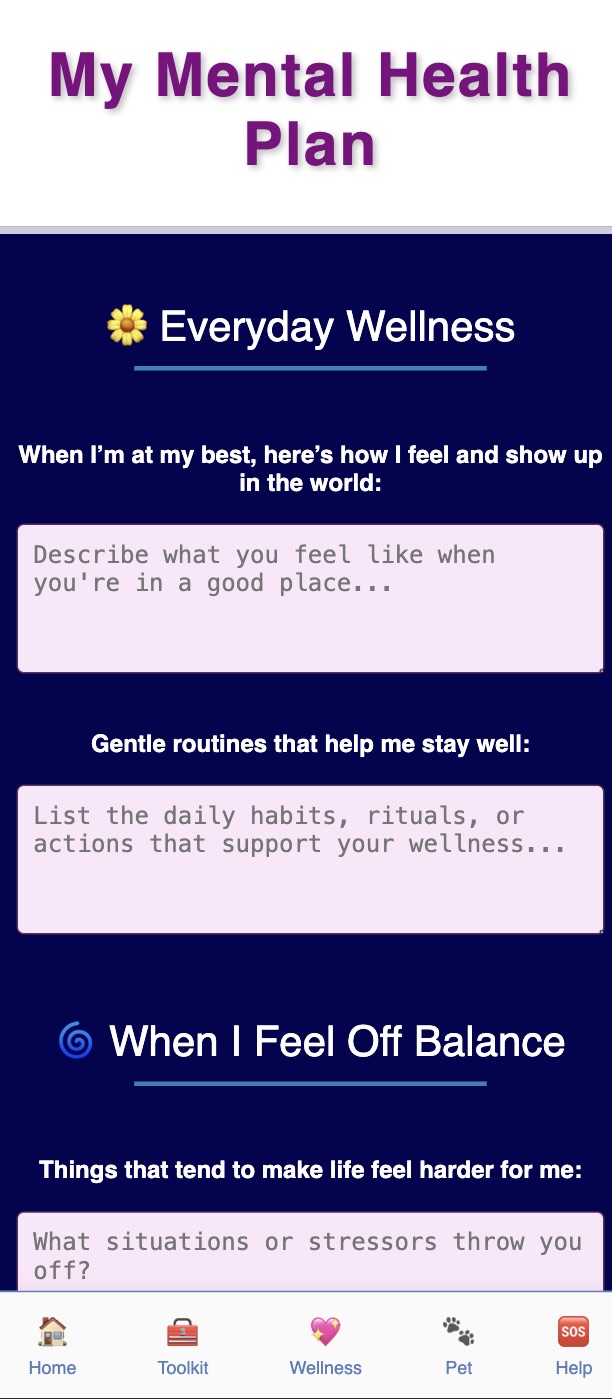 My Mental Health
Plan
🌼 Everyday Wellness
When I’m at my best, here’s how I feel and show up
in the world:
Describe what you feel like when
you're in a good place...
Gentle routines that help me stay well:
List the daily habits, rituals, or
actions that support your wellness...
🌀 When I Feel Off Balance
Things that tend to make life feel harder for me:
What situations or stressors throw you
off?
SOS
Home Toolkit Wellness Pet Help